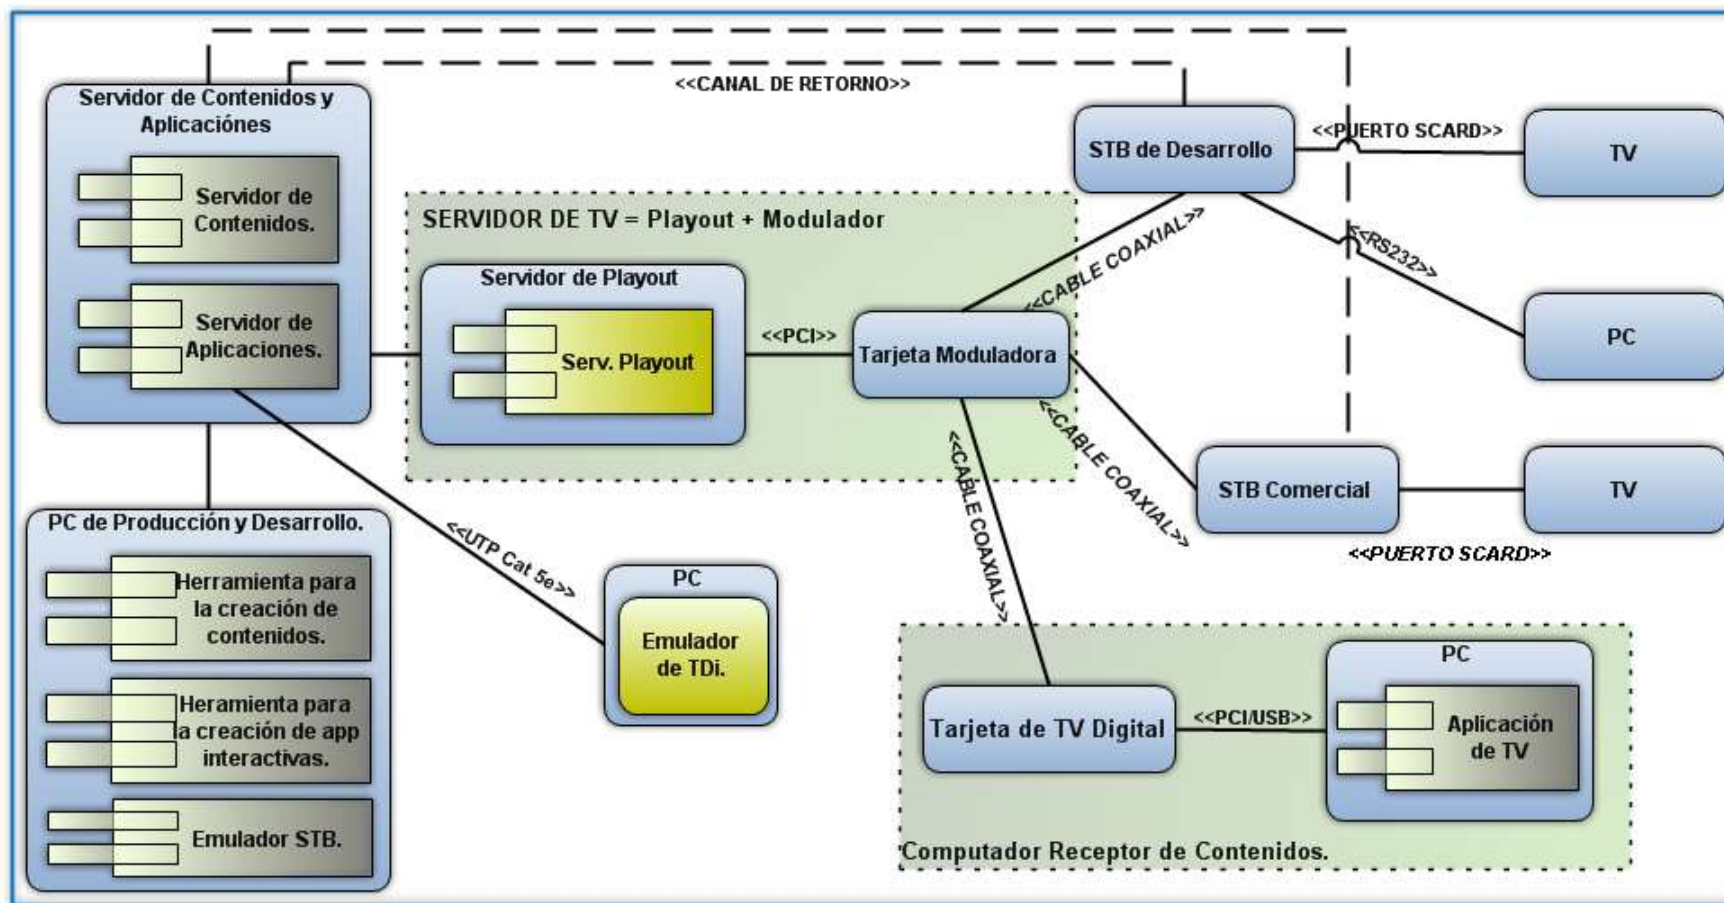 <<CANAL DE RETORNO>>
Servidor de Contenidos y
Aplicaciónes
Servidor de
Contenidos.
Servidor de
Aplicaciones.
SERVIDOR DE TV = Playout + Modulador
Servidor de Playout
Serv. Playout
<<PCI>>
Tarjeta Moduladora
STB de Desarrollo
<<PUERTO SCARD>>
TV
<<CABLE COAXIAL>>
<<RS232>>
PC
<<CABLE COAXIAL>>
<<CABLE COAXIAL>>
STB Comercial
TV
<<PUERTO SCARD>>
PC de Producción y Desarrollo.
Herramienta para
la creación de
contenidos.
Heramienta para
la creación de app
interactivas.
Emulador STB.
<<UTP Cat 5e>>
PC
Emulador
de TDi.
Tarjeta de TV Digital
<<PCI/USB>>
PC
Aplicación
de TV
Computador Receptor de Contenidos.